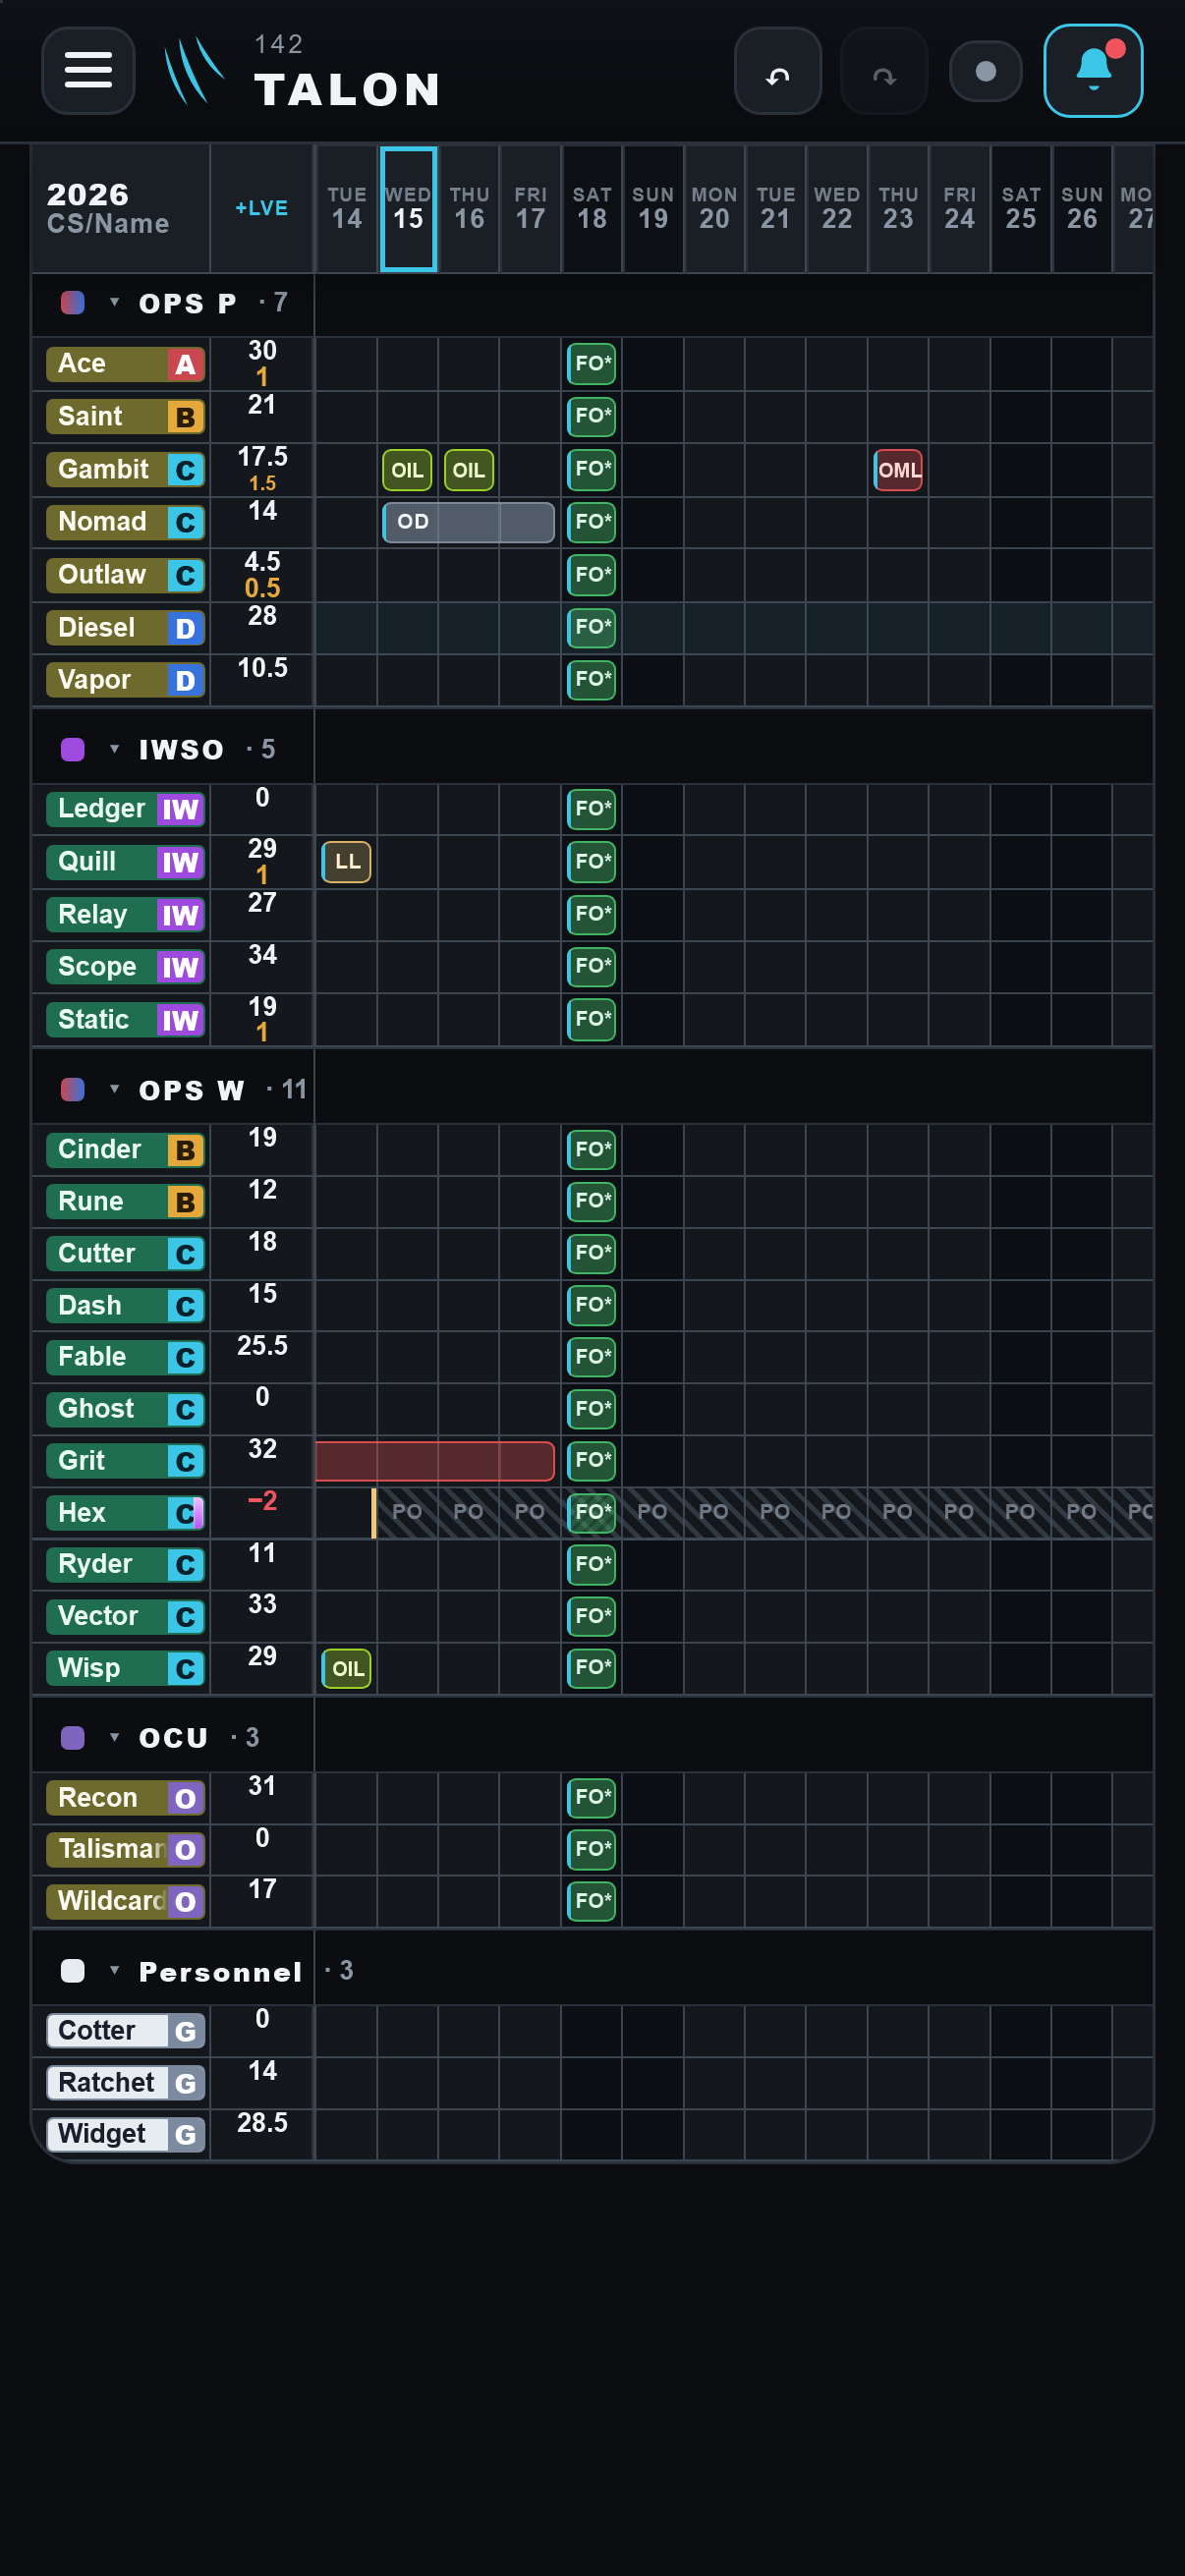 142
TALON
2026
CS/Name
+LVE
TUE 14 WED 15 THU 16 FRI 17 SAT 18 SUN 19 MON 20 TUE 21 WED 22 THU 23 FRI 24 SAT 25 SUN 26 MO 27
OPS P · 7
Ace A 30 1 FO*
Saint B 21 FO*
Gambit C 17.5 1.5 OIL OIL FO* OML
Nomad C 14 OD FO*
Outlaw C 4.5 0.5 FO*
Diesel D 28 FO*
Vapor D 10.5 FO*
IWSO · 5
Ledger IW 0 FO*
Quill IW 29 1 LL FO*
Relay IW 27 FO*
Scope IW 34 FO*
Static IW 19 1 FO*
OPS W · 11
Cinder B 19 FO*
Rune B 12 FO*
Cutter C 18 FO*
Dash C 15 FO*
Fable C 25.5 FO*
Ghost C 0 FO*
Grit C 32 FO*
Hex C −2 PO PO PO FO* PO PO PO PO PO PO PO PO PO
Ryder C 11 FO*
Vector C 33 FO*
Wisp C 29 OIL FO*
OCU · 3
Recon O 31 FO*
Talisman O 0 FO*
Wildcard O 17 FO*
Personnel · 3
Cotter G 0
Ratchet G 14
Widget G 28.5